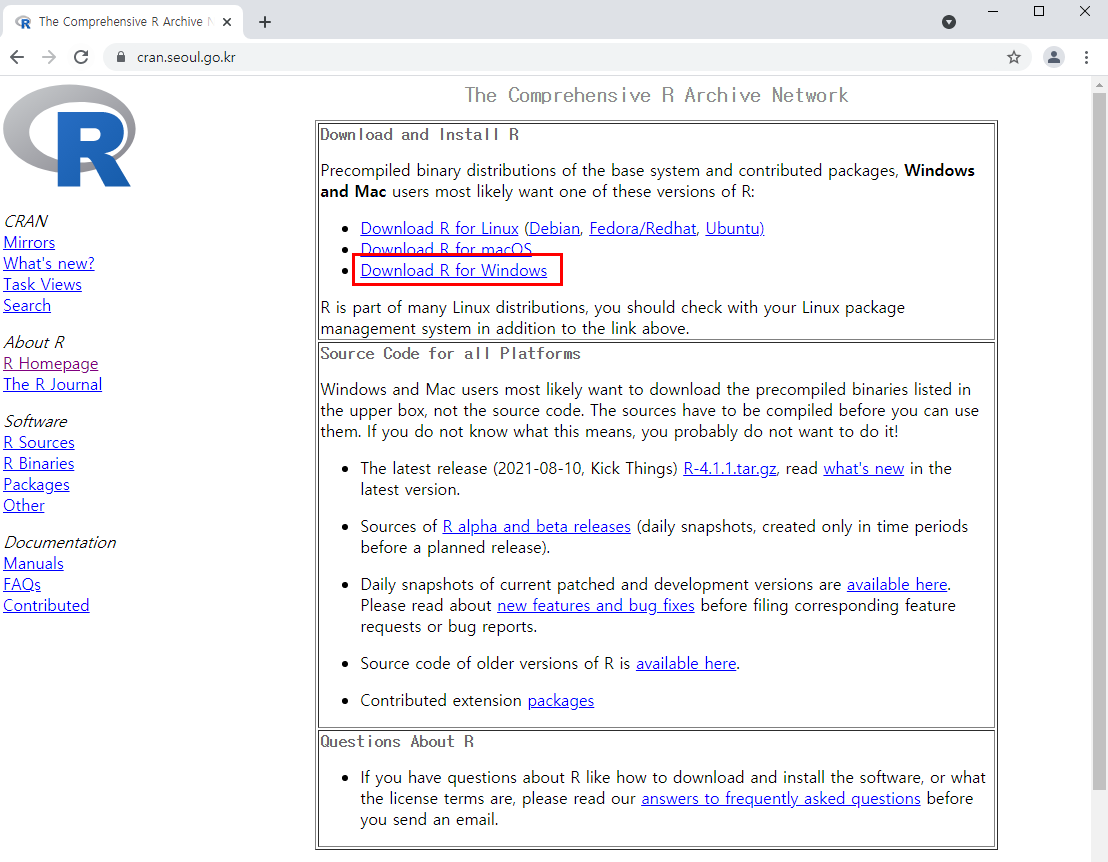 The Comprehensive R Archive N
cran.seoul.go.kr
R
CRAN
Mirrors
What's new?
Task Views
Search
About R
R Homepage
The R Journal
Software
R Sources
R Binaries
Packages
Other
Documentation
Manuals
FAQs
Contributed
The Comprehensive R Archive Network
Download and Install R
Precompiled binary distributions of the base system and contributed packages, Windows
and Mac users most likely want one of these versions of R:
Download R for Linux (Debian, Fedora/Redhat, Ubuntu)
Download R for macOS
Download R for Windows
R is part of many Linux distributions, you should check with your Linux package
management system in addition to the link above.
Source Code for all Platforms
Windows and Mac users most likely want to download the precompiled binaries listed in
the upper box, not the source code. The sources have to be compiled before you can use
them. If you do not know what this means, you probably do not want to do it!
The latest release (2021-08-10, Kick Things) R-4.1.1.tar.gz, read what's new in the
latest version.
Sources of R alpha and beta releases (daily snapshots, created only in time periods
before a planned release).
Daily snapshots of current patched and development versions are available here.
Please read about new features and bug fixes before filing corresponding feature
requests or bug reports.
Source code of older versions of R is available here.
Contributed extension packages
Questions About R
If you have questions about R like how to download and install the software, or what
the license terms are, please read our answers to frequently asked questions before
you send an email.